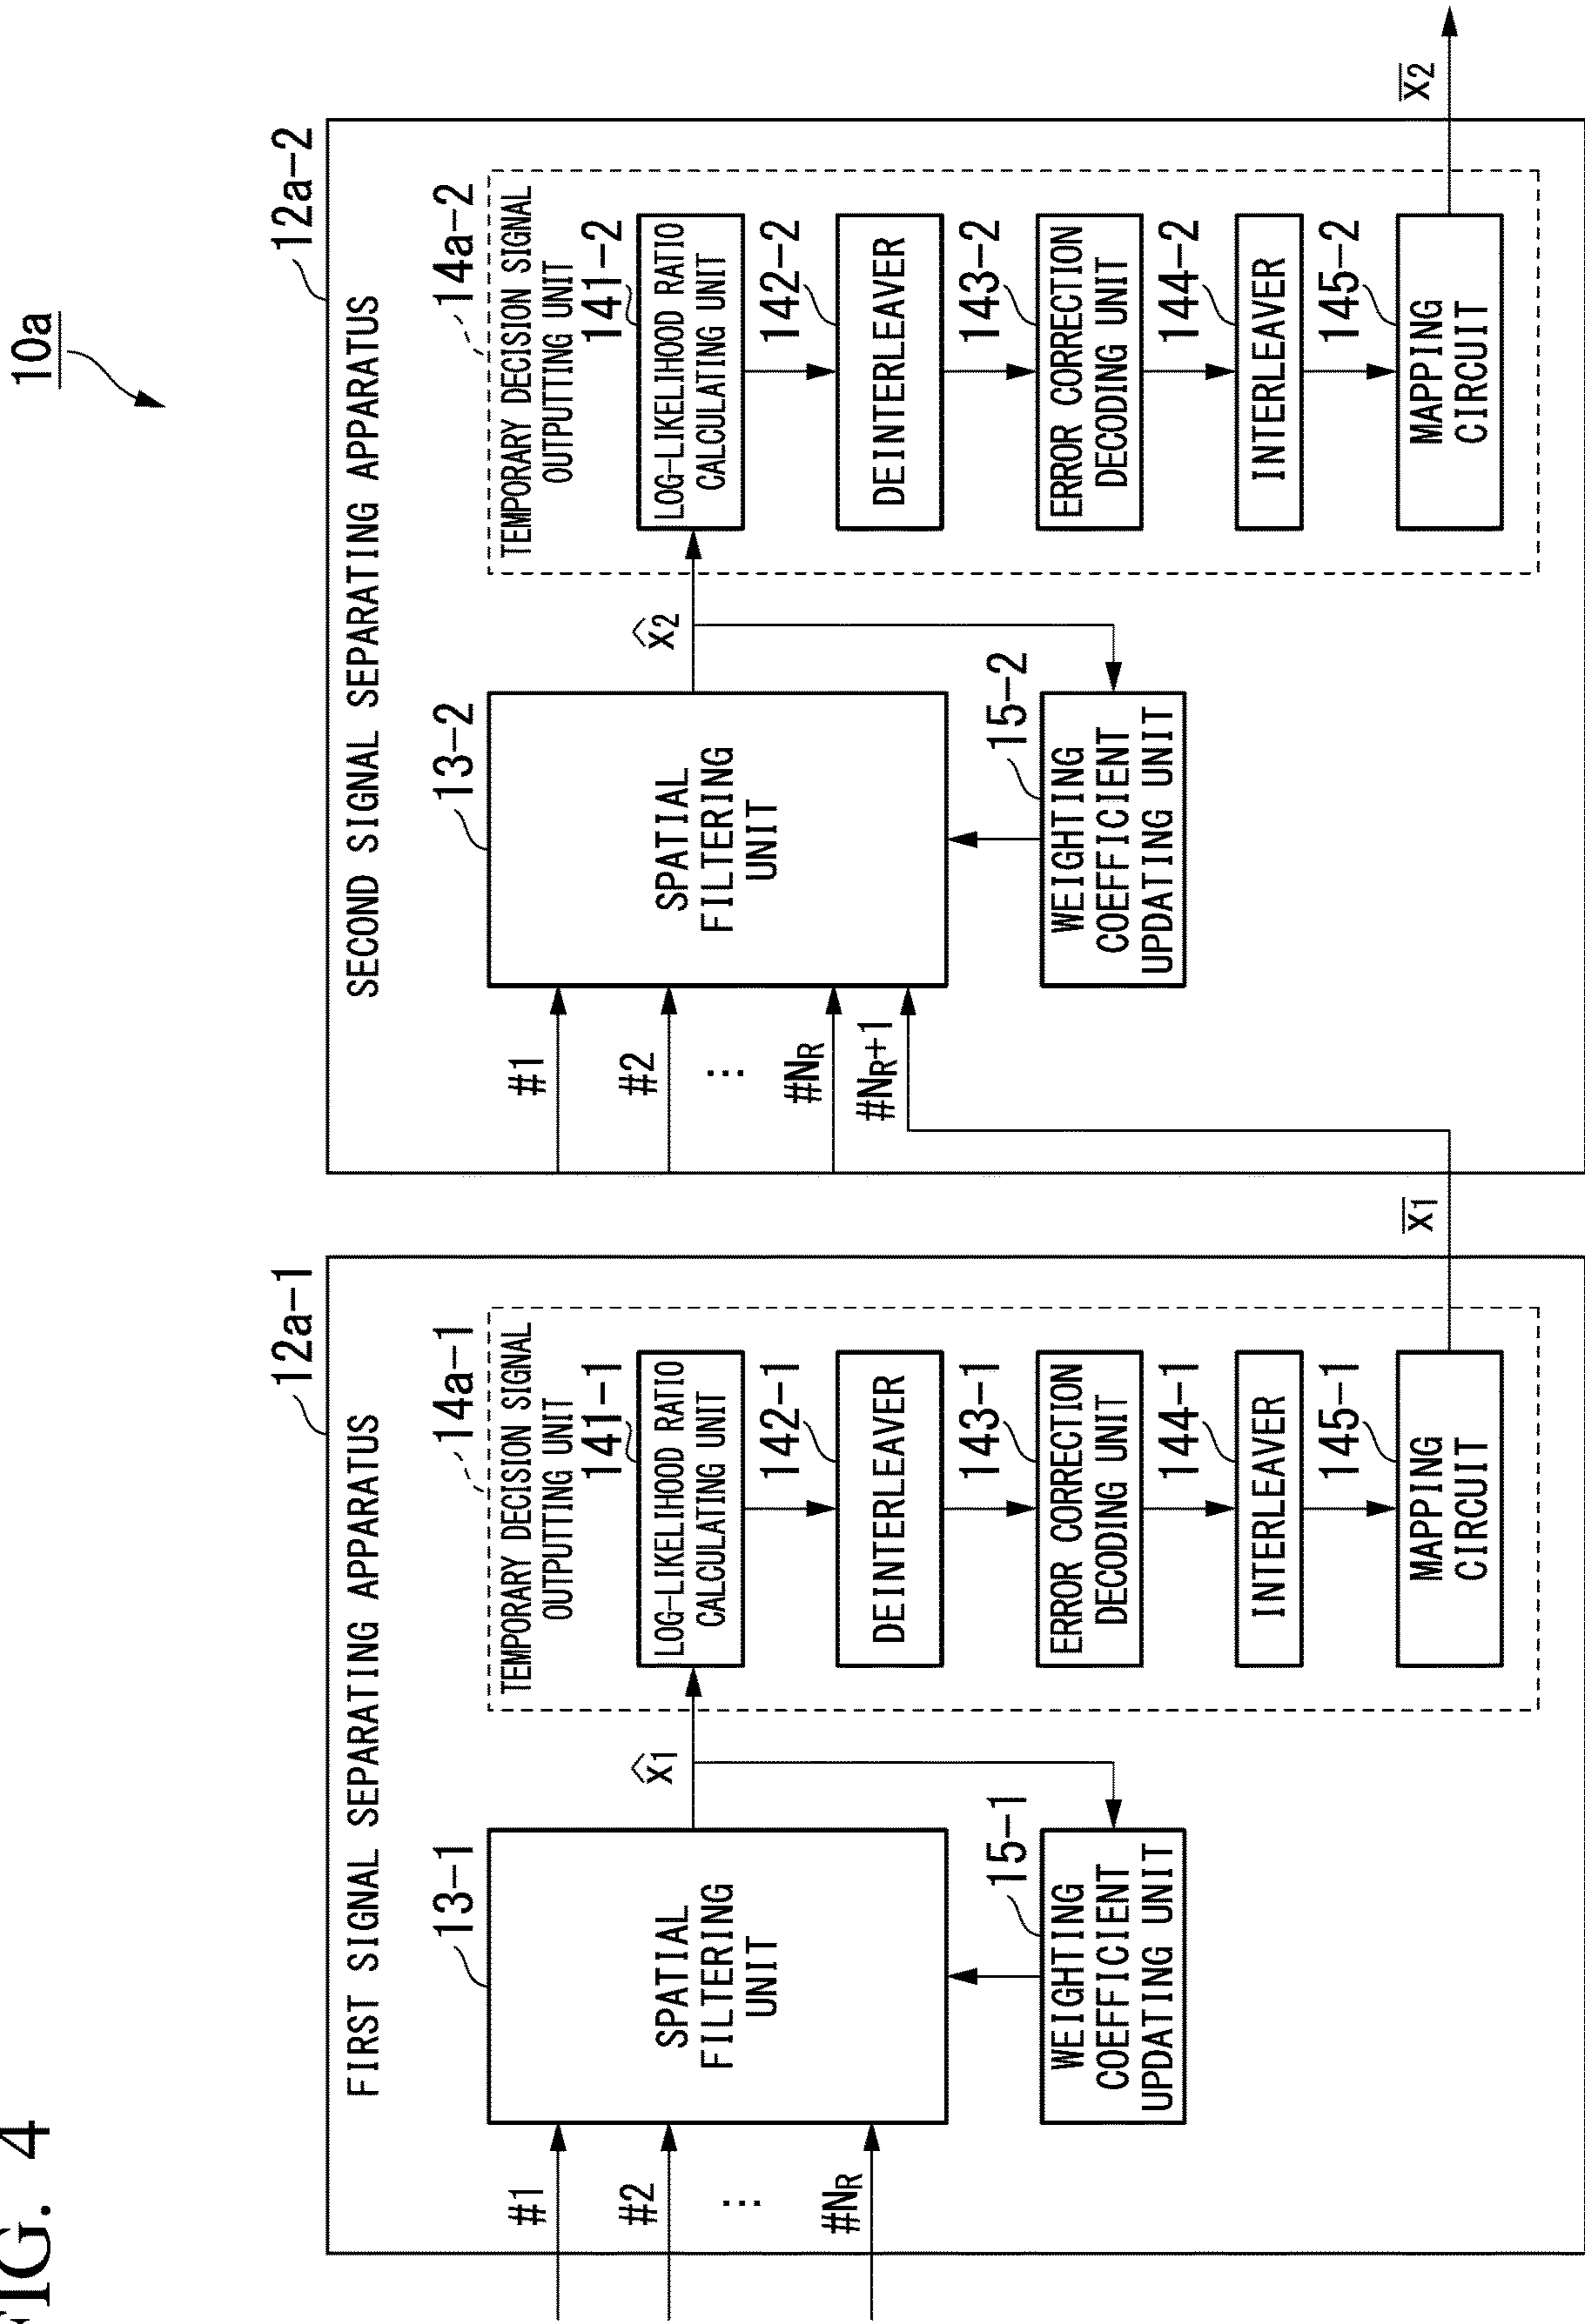 FIG. 4
10a
FIRST SIGNAL SEPARATING APPARATUS
12a-1
#1
#2
⋮
#NR
13-1
SPATIAL
FILTERING
UNIT
15-1
WEIGHTING
COEFFICIENT
UPDATING UNIT
x̂1
14a-1
TEMPORARY DECISION SIGNAL
OUTPUTTING UNIT
141-1
LOG-LIKELIHOOD RATIO
CALCULATING UNIT
142-1
DEINTERLEAVER
143-1
ERROR CORRECTION
DECODING UNIT
144-1
INTERLEAVER
145-1
MAPPING
CIRCUIT
x̅1
SECOND SIGNAL SEPARATING APPARATUS
12a-2
#1
#2
⋮
#NR
#NR+1
13-2
SPATIAL
FILTERING
UNIT
15-2
WEIGHTING
COEFFICIENT
UPDATING UNIT
x̂2
14a-2
TEMPORARY DECISION SIGNAL
OUTPUTTING UNIT
141-2
LOG-LIKELIHOOD RATIO
CALCULATING UNIT
142-2
DEINTERLEAVER
143-2
ERROR CORRECTION
DECODING UNIT
144-2
INTERLEAVER
145-2
MAPPING
CIRCUIT
x̅2